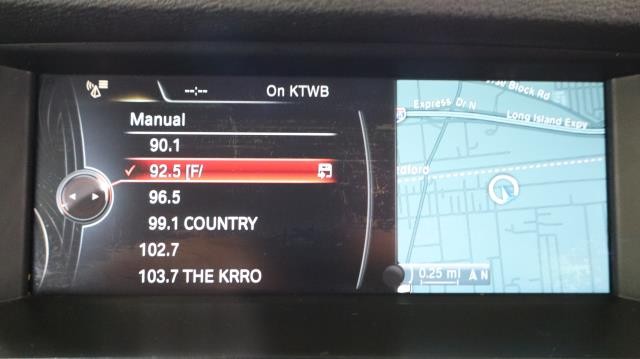 --:-- On KTWB
Manual
90.1
92.5 [F/
96.5
99.1 COUNTRY
102.7
103.7 THE KRRO
Block Rd
Express Dr N
Long Island Expy
0.25 mi N